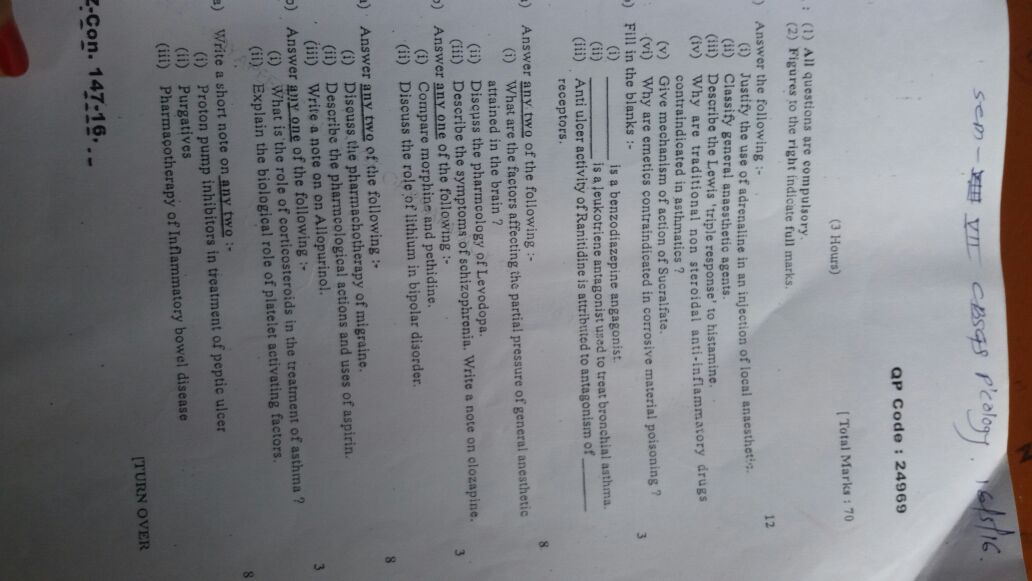 sem - VII CBSGS P'cology. 16/5/16.
QP Code : 24969
(3 Hours) [ Total Marks : 70
: (1) All questions are compulsory.
(2) Figures to the right indicate full marks.
) Answer the following :- 12
(i) Justify the use of adrenaline in an injection of local anaesthetic.
(ii) Classify general anaesthetic agents.
(iii) Describe the Lewis 'triple response' to histamine.
(iv) Why are traditional non steroidal anti-inflammatory drugs
contraindicated in asthmatics ?
(v) Give mechanism of action of Sucralfate.
(vi) Why are emetics contraindicated in corrosive material poisoning ?
) Fill in the blanks :- 3
(i) ______ is a benzodiazepine angagonist.
(ii) ______ is a leukotriene antagonist used to treat bronchial asthma.
(iii) Anti ulcer activity of Ranitidine is attributed to antagonism of ______
receptors.
) Answer any two of the following :- 8
(i) What are the factors affecting the partial pressure of general anesthetic
attained in the brain ?
(ii) Discuss the pharmcology of Levodopa.
(iii) Describe the symptoms of schizophrenia. Write a note on clozapine.
) Answer any one of the following :- 3
(i) Compare morphine and pethidine.
(ii) Discuss the role of lithium in bipolar disorder.
) Answer any two of the following :- 8
(i) Discuss the pharmachotherapy of migraine.
(ii) Describe the pharmcological actions and uses of aspirin.
(iii) Write a note on Allopurinol.
) Answer any one of the following :- 3
(i) What is the role of corticosteroids in the treatment of asthma ?
(ii) Explain the biological role of platelet activating factors.
a) Write a short note on any two :- 8
(i) Proton pump inhibitors in treatment of peptic ulcer
(ii) Purgatives
(iii) Pharmacotherapy of Inflammatory bowel disease
[TURN OVER
Z-Con. 147-16.